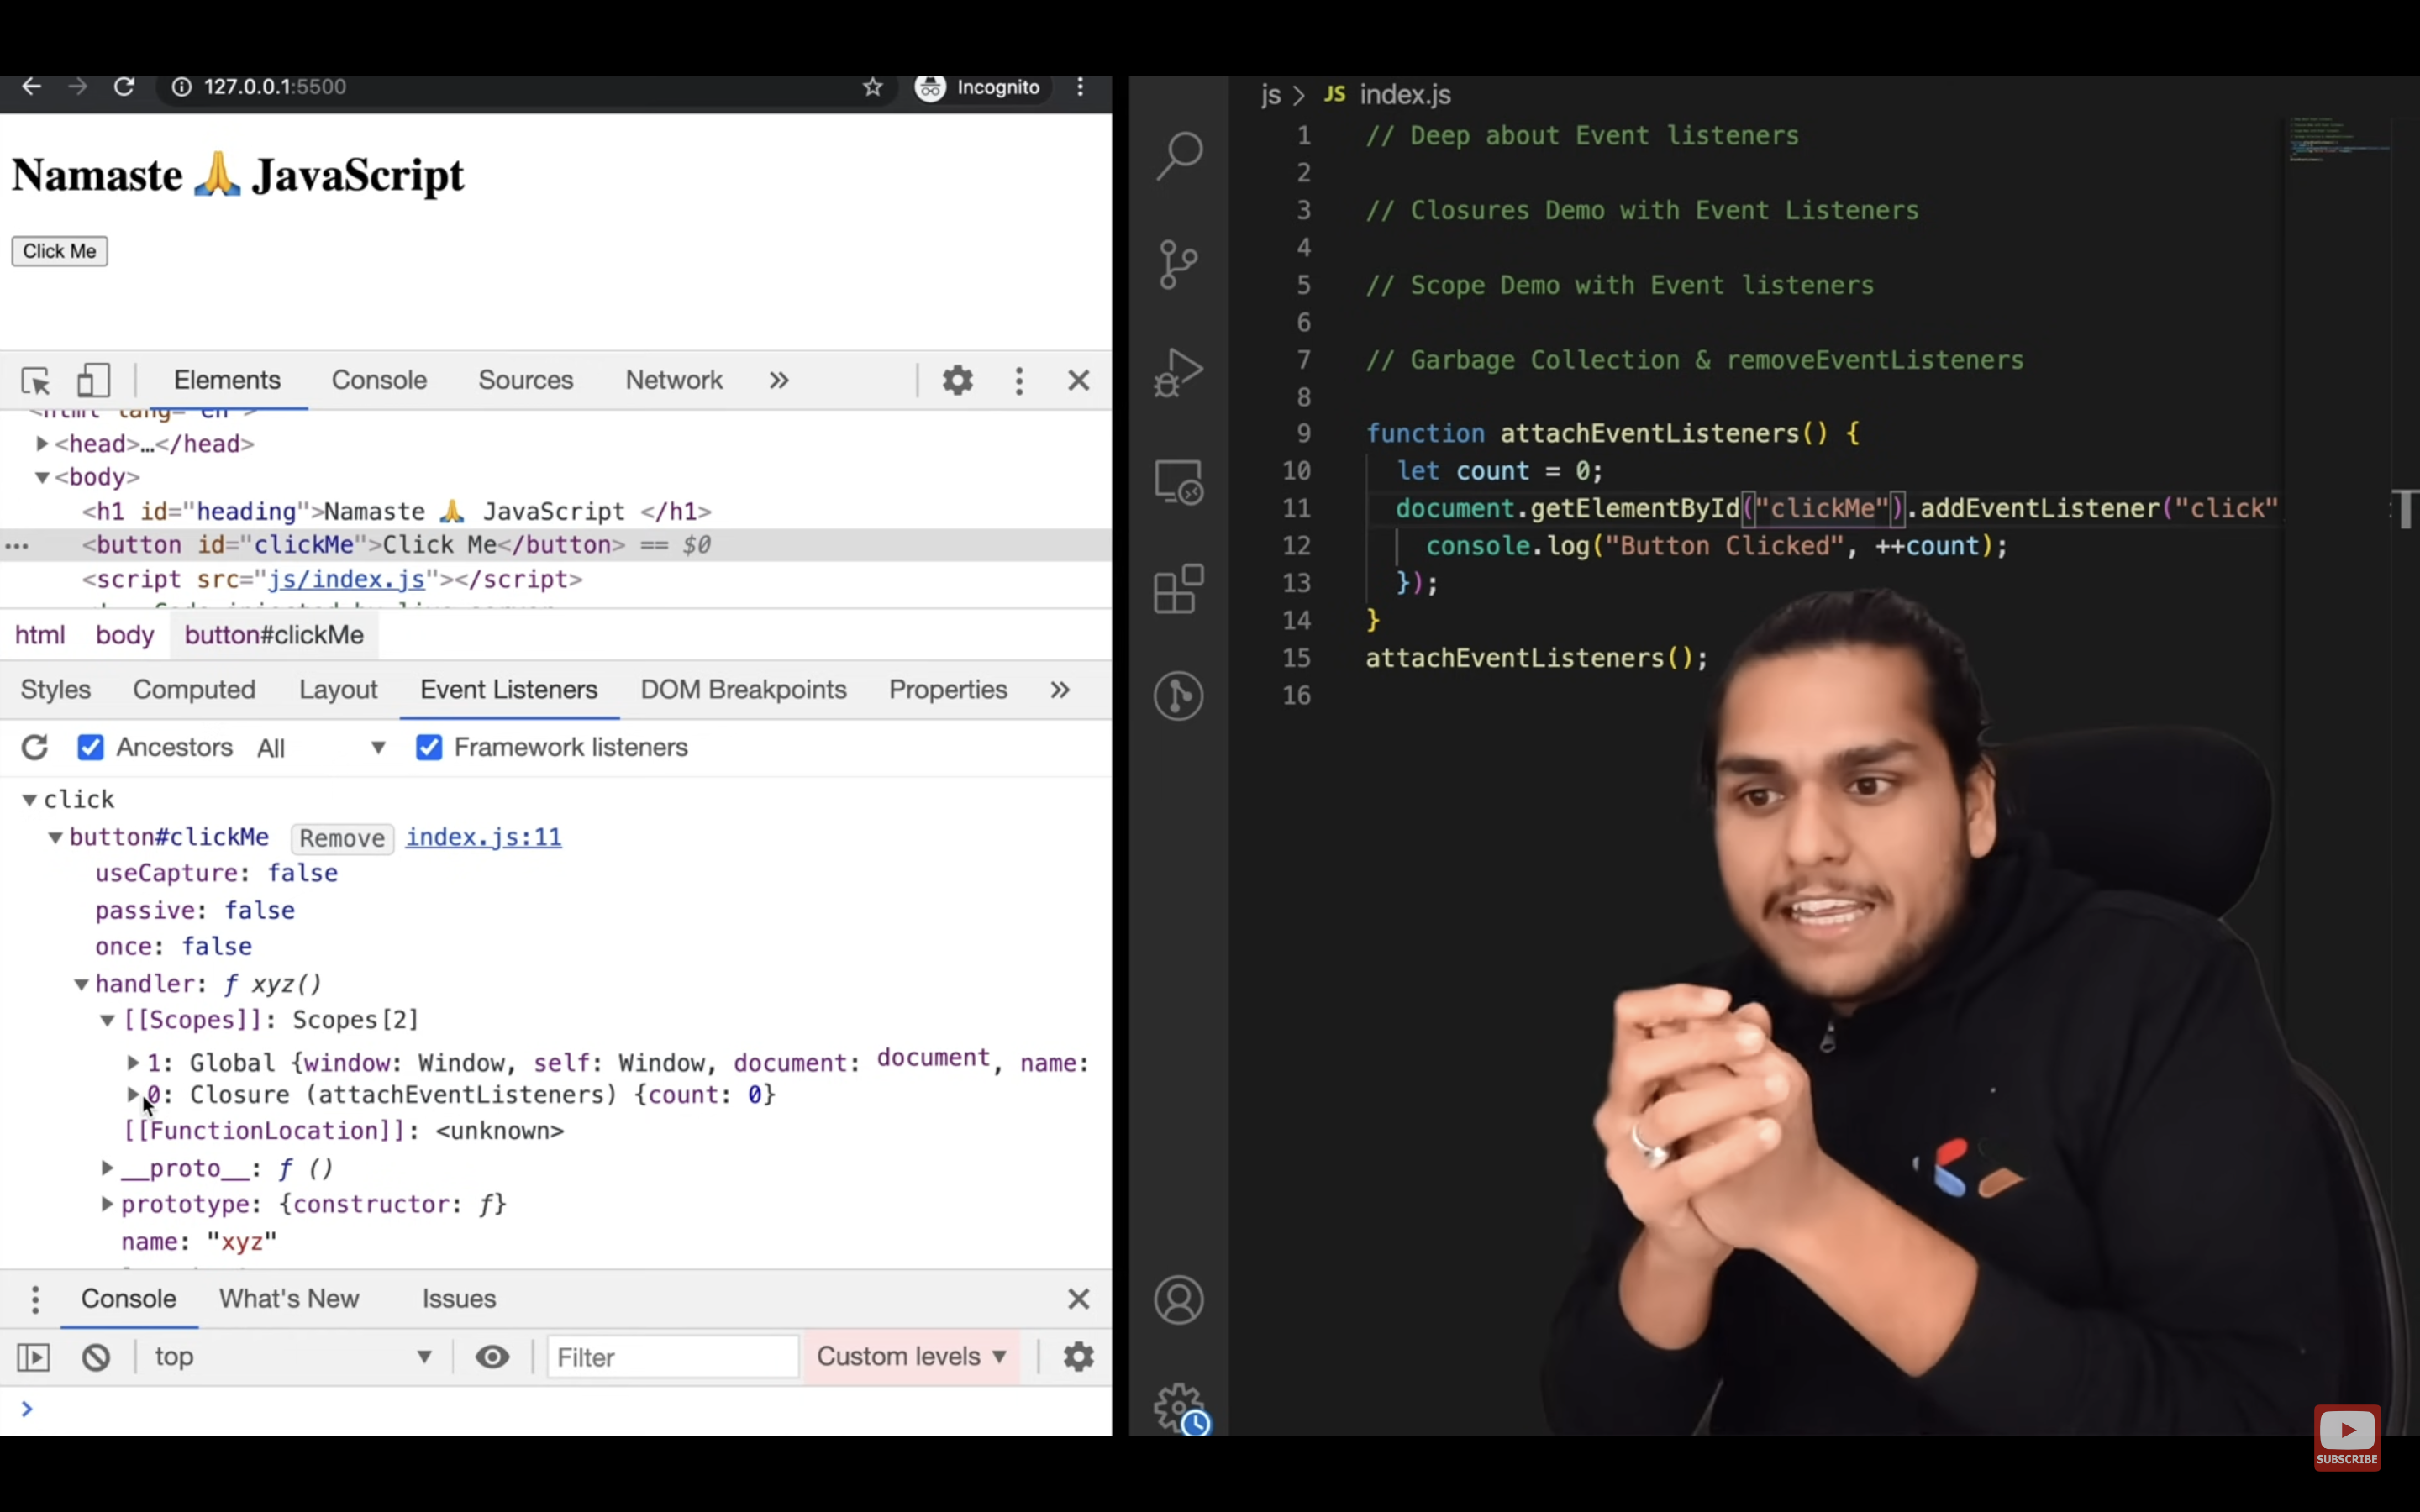 127.0.0.1:5500
Incognito
Namaste 🙏 JavaScript
Click Me
Elements Console Sources Network »
<html lang="en">
<head>…</head>
<body>
<h1 id="heading">Namaste 🙏 JavaScript </h1>
<button id="clickMe">Click Me</button> == $0
<script src="js/index.js"></script>
html body button#clickMe
Styles Computed Layout Event Listeners DOM Breakpoints Properties »
Ancestors All Framework listeners
click
button#clickMe Remove index.js:11
useCapture: false
passive: false
once: false
handler: ƒ xyz()
[[Scopes]]: Scopes[2]
1: Global {window: Window, self: Window, document: document, name:
0: Closure (attachEventListeners) {count: 0}
[[FunctionLocation]]: <unknown>
__proto__: ƒ ()
prototype: {constructor: ƒ}
name: "xyz"
Console What's New Issues
top Filter Custom levels
>
js > JS index.js
1 // Deep about Event listeners
2
3 // Closures Demo with Event Listeners
4
5 // Scope Demo with Event listeners
6
7 // Garbage Collection & removeEventListeners
8
9 function attachEventListeners() {
10 let count = 0;
11 document.getElementById("clickMe").addEventListener("click"
12 console.log("Button Clicked", ++count);
13 });
14 }
15 attachEventListeners();
16
SUBSCRIBE